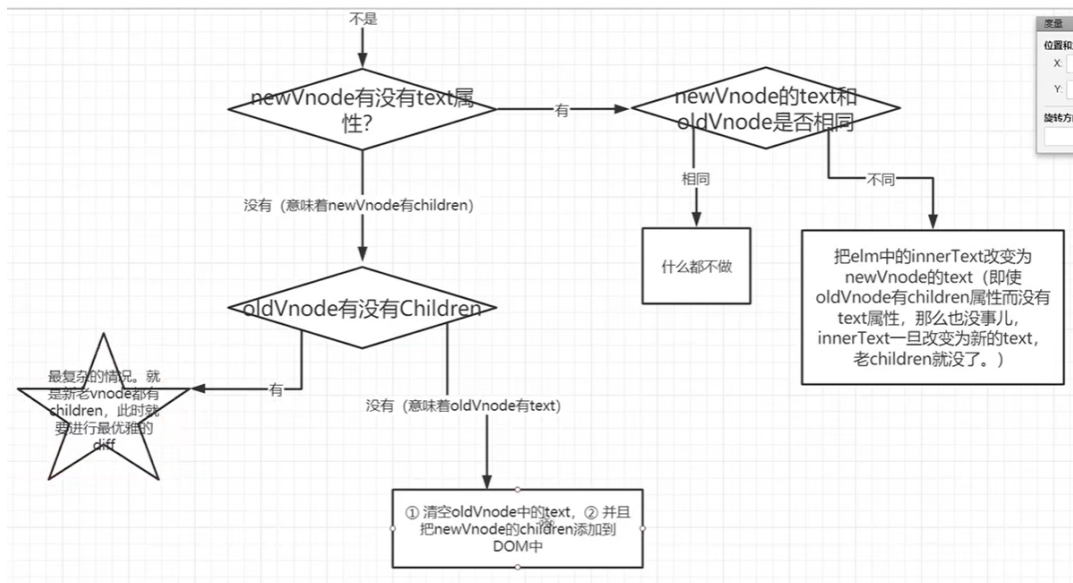 不是
度量
位置和
X:
Y:
旋转方
newVnode有没有text属
性?
有
newVnode的text和
oldVnode是否相同
相同
不同
没有（意味着newVnode有children）
什么都不做
把elm中的innerText改变为
newVnode的text（即使
oldVnode有children属性而没有
text属性，那么也没事儿，
innerText一旦改变为新的text，
老children就没了。）
oldVnode有没有Children
有
最复杂的情况。就
是新老vnode都有
children，此时就
要进行最优雅的
diff
没有（意味着oldVnode有text）
① 清空oldVnode中的text，② 并且
把newVnode的children添加到
DOM中